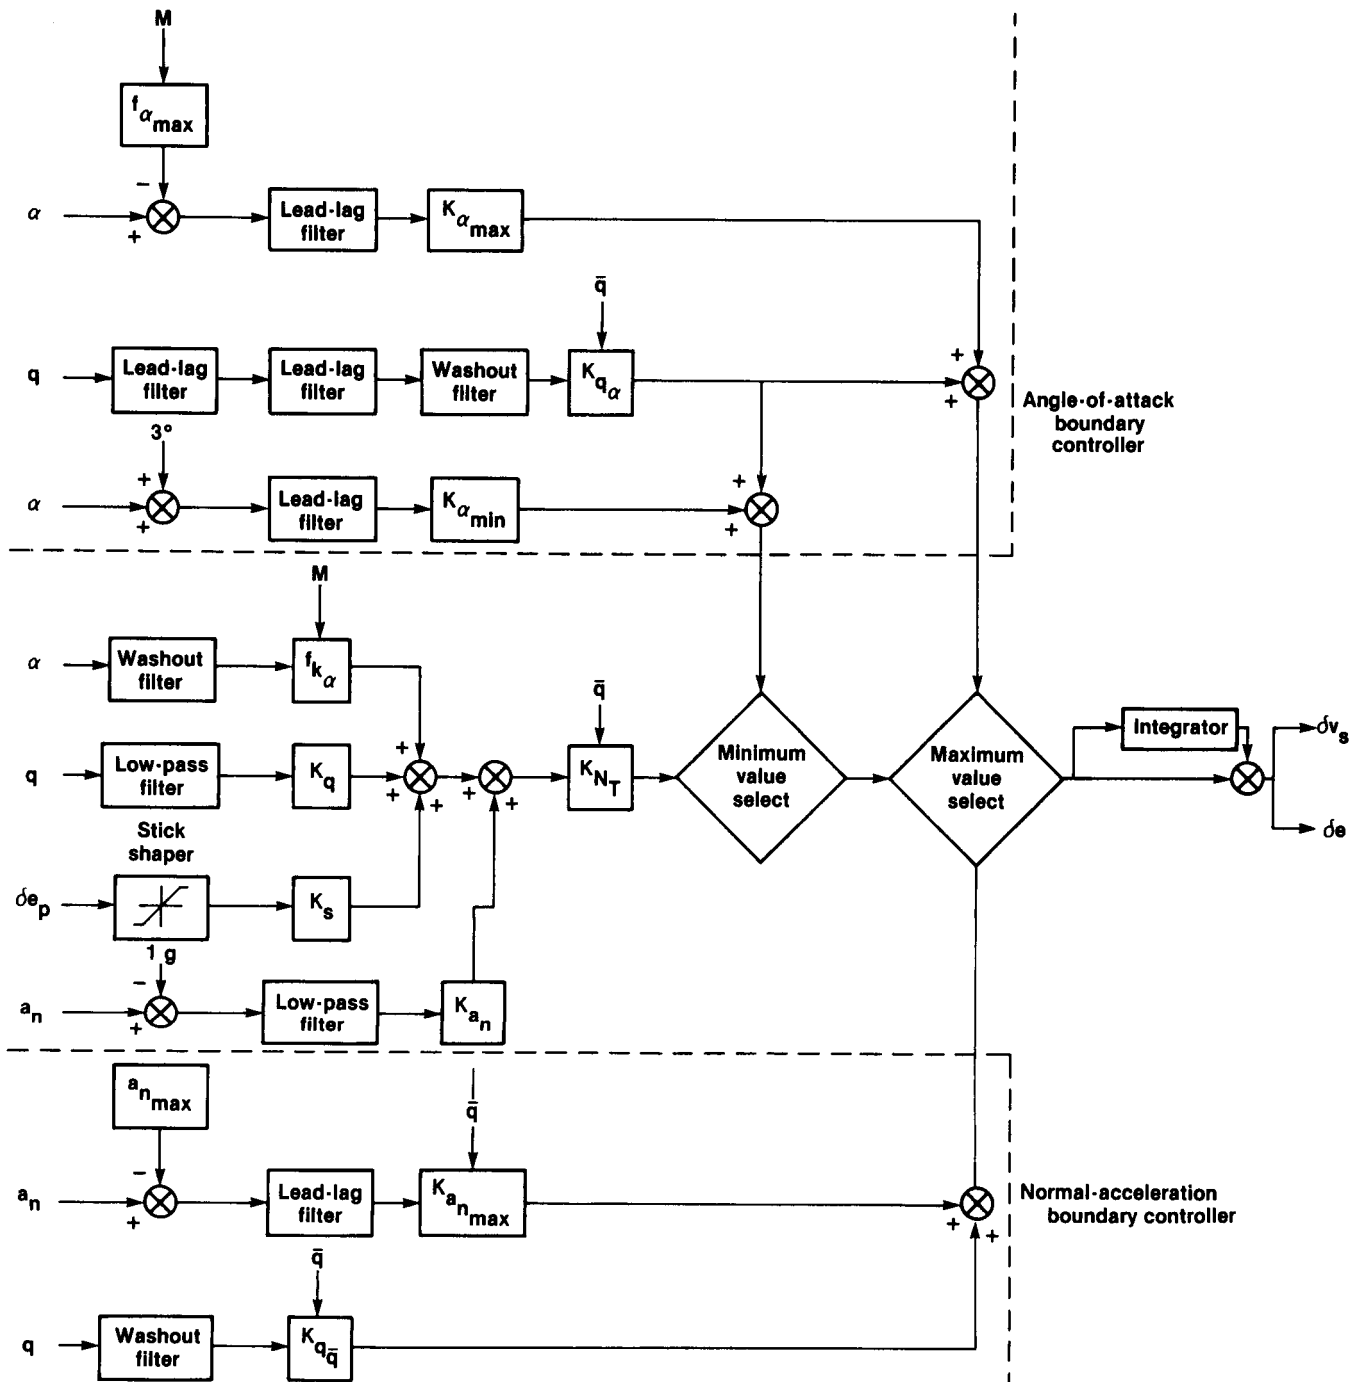 M
fαmax
−
α
+
Lead-lag
filter
Kαmax
q̄
q
Lead-lag
filter
Lead-lag
filter
Washout
filter
Kqα
+
+
Angle-of-attack
boundary
controller
3°
+
α
+
Lead-lag
filter
Kαmin
+
+
M
α
Washout
filter
fkα
q̄
q
Low-pass
filter
Kq
+
+
+
+
+
KNT
Minimum
value
select
Maximum
value
select
Integrator
δvs
δe
Stick
shaper
δep
Ks
1 g
−
an
+
Low-pass
filter
Kan
anmax
q̄
−
an
+
Lead-lag
filter
Kanmax
+
+
Normal-acceleration
boundary controller
q̄
q
Washout
filter
Kqq̄